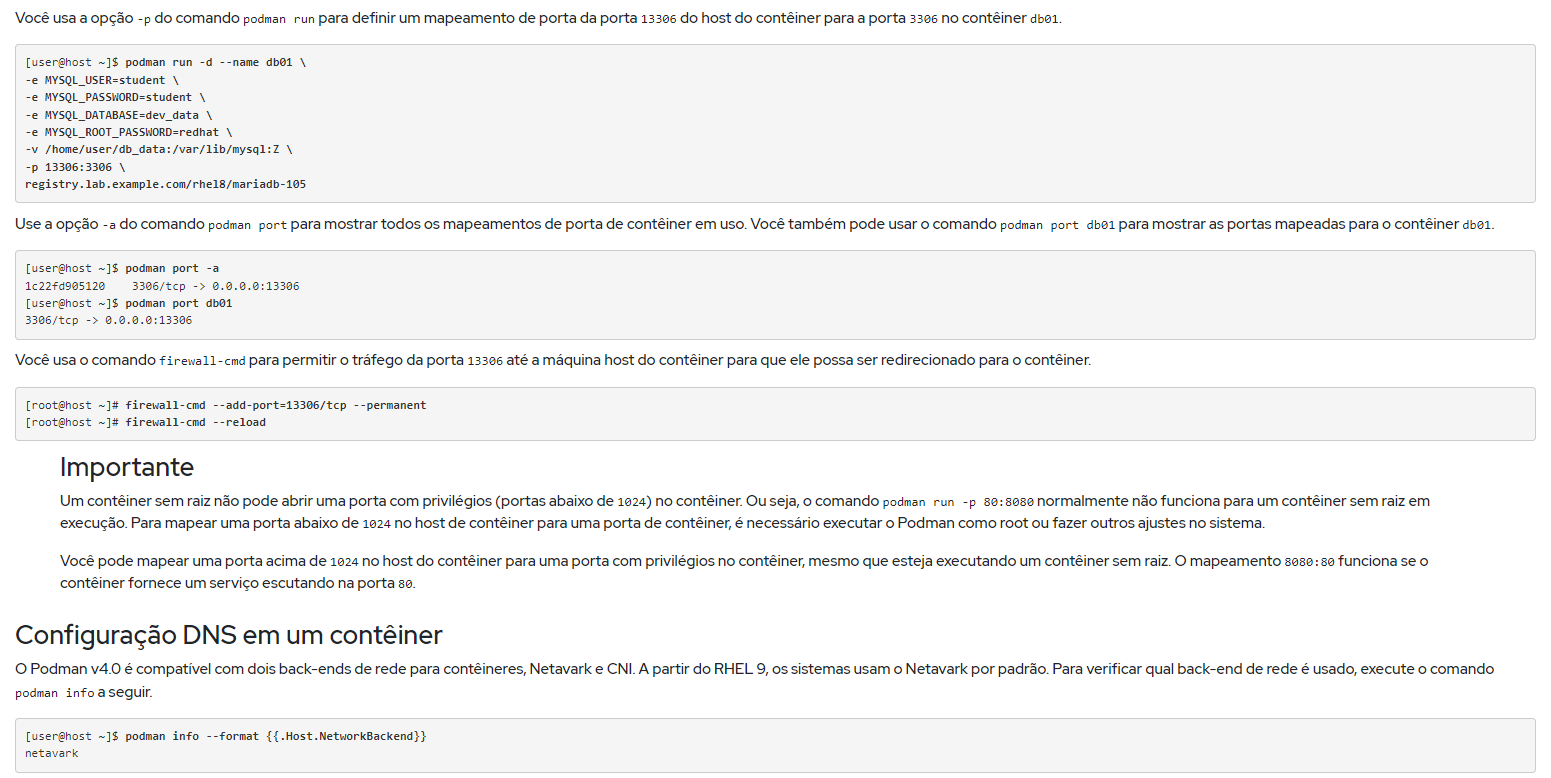 Você usa a opção -p do comando podman run para definir um mapeamento de porta da porta 13306 do host do contêiner para a porta 3306 no contêiner db01.
[user@host ~]$ podman run -d --name db01 \
-e MYSQL_USER=student \
-e MYSQL_PASSWORD=student \
-e MYSQL_DATABASE=dev_data \
-e MYSQL_ROOT_PASSWORD=redhat \
-v /home/user/db_data:/var/lib/mysql:Z \
-p 13306:3306 \
registry.lab.example.com/rhel8/mariadb-105
Use a opção -a do comando podman port para mostrar todos os mapeamentos de porta de contêiner em uso. Você também pode usar o comando podman port db01 para mostrar as portas mapeadas para o contêiner db01.
[user@host ~]$ podman port -a
1c22fd905120    3306/tcp -> 0.0.0.0:13306
[user@host ~]$ podman port db01
3306/tcp -> 0.0.0.0:13306
Você usa o comando firewall-cmd para permitir o tráfego da porta 13306 até a máquina host do contêiner para que ele possa ser redirecionado para o contêiner.
[root@host ~]# firewall-cmd --add-port=13306/tcp --permanent
[root@host ~]# firewall-cmd --reload
Importante
Um contêiner sem raiz não pode abrir uma porta com privilégios (portas abaixo de 1024) no contêiner. Ou seja, o comando podman run -p 80:8080 normalmente não funciona para um contêiner sem raiz em
execução. Para mapear uma porta abaixo de 1024 no host de contêiner para uma porta de contêiner, é necessário executar o Podman como root ou fazer outros ajustes no sistema.
Você pode mapear uma porta acima de 1024 no host do contêiner para uma porta com privilégios no contêiner, mesmo que esteja executando um contêiner sem raiz. O mapeamento 8080:80 funciona se o
contêiner fornece um serviço escutando na porta 80.
Configuração DNS em um contêiner
O Podman v4.0 é compatível com dois back-ends de rede para contêineres, Netavark e CNI. A partir do RHEL 9, os sistemas usam o Netavark por padrão. Para verificar qual back-end de rede é usado, execute o comando
podman info a seguir.
[user@host ~]$ podman info --format {{.Host.NetworkBackend}}
netavark